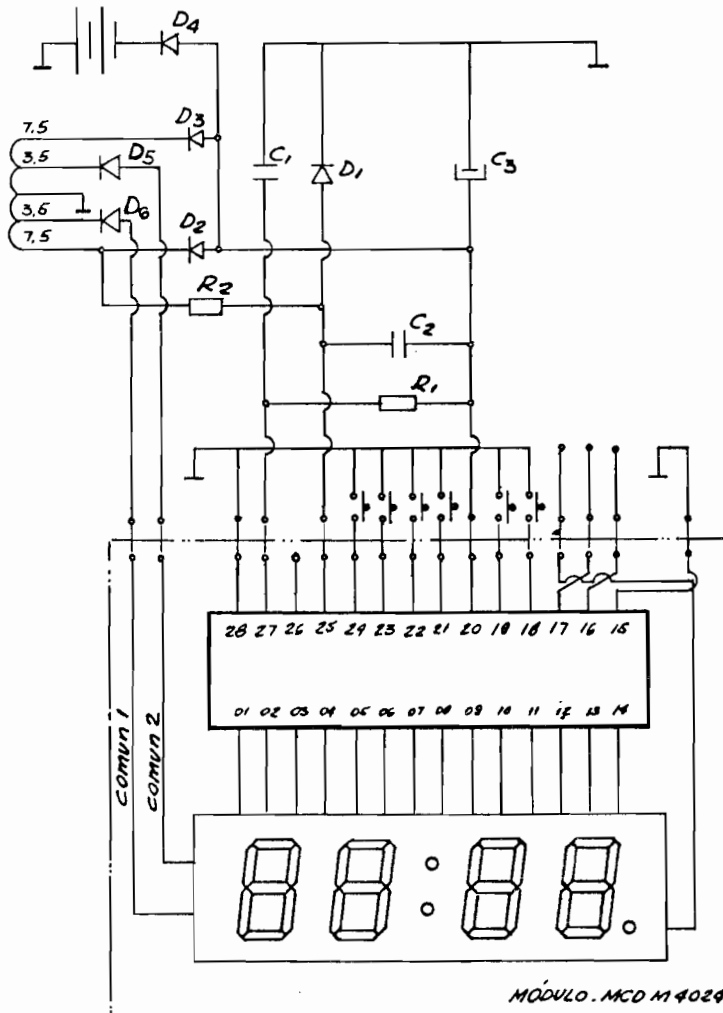 D4
7,5
D3
3,5
D5
3,5
D6
7,5
D2
C1
D1
C3
R2
C2
R1
28 27 26 25 24 23 22 21 20 19 18 17 16 15
01 02 03 04 05 06 07 08 09 10 11 12 13 14
COMUN 1
COMUN 2
MÓDULO. MCD M4024